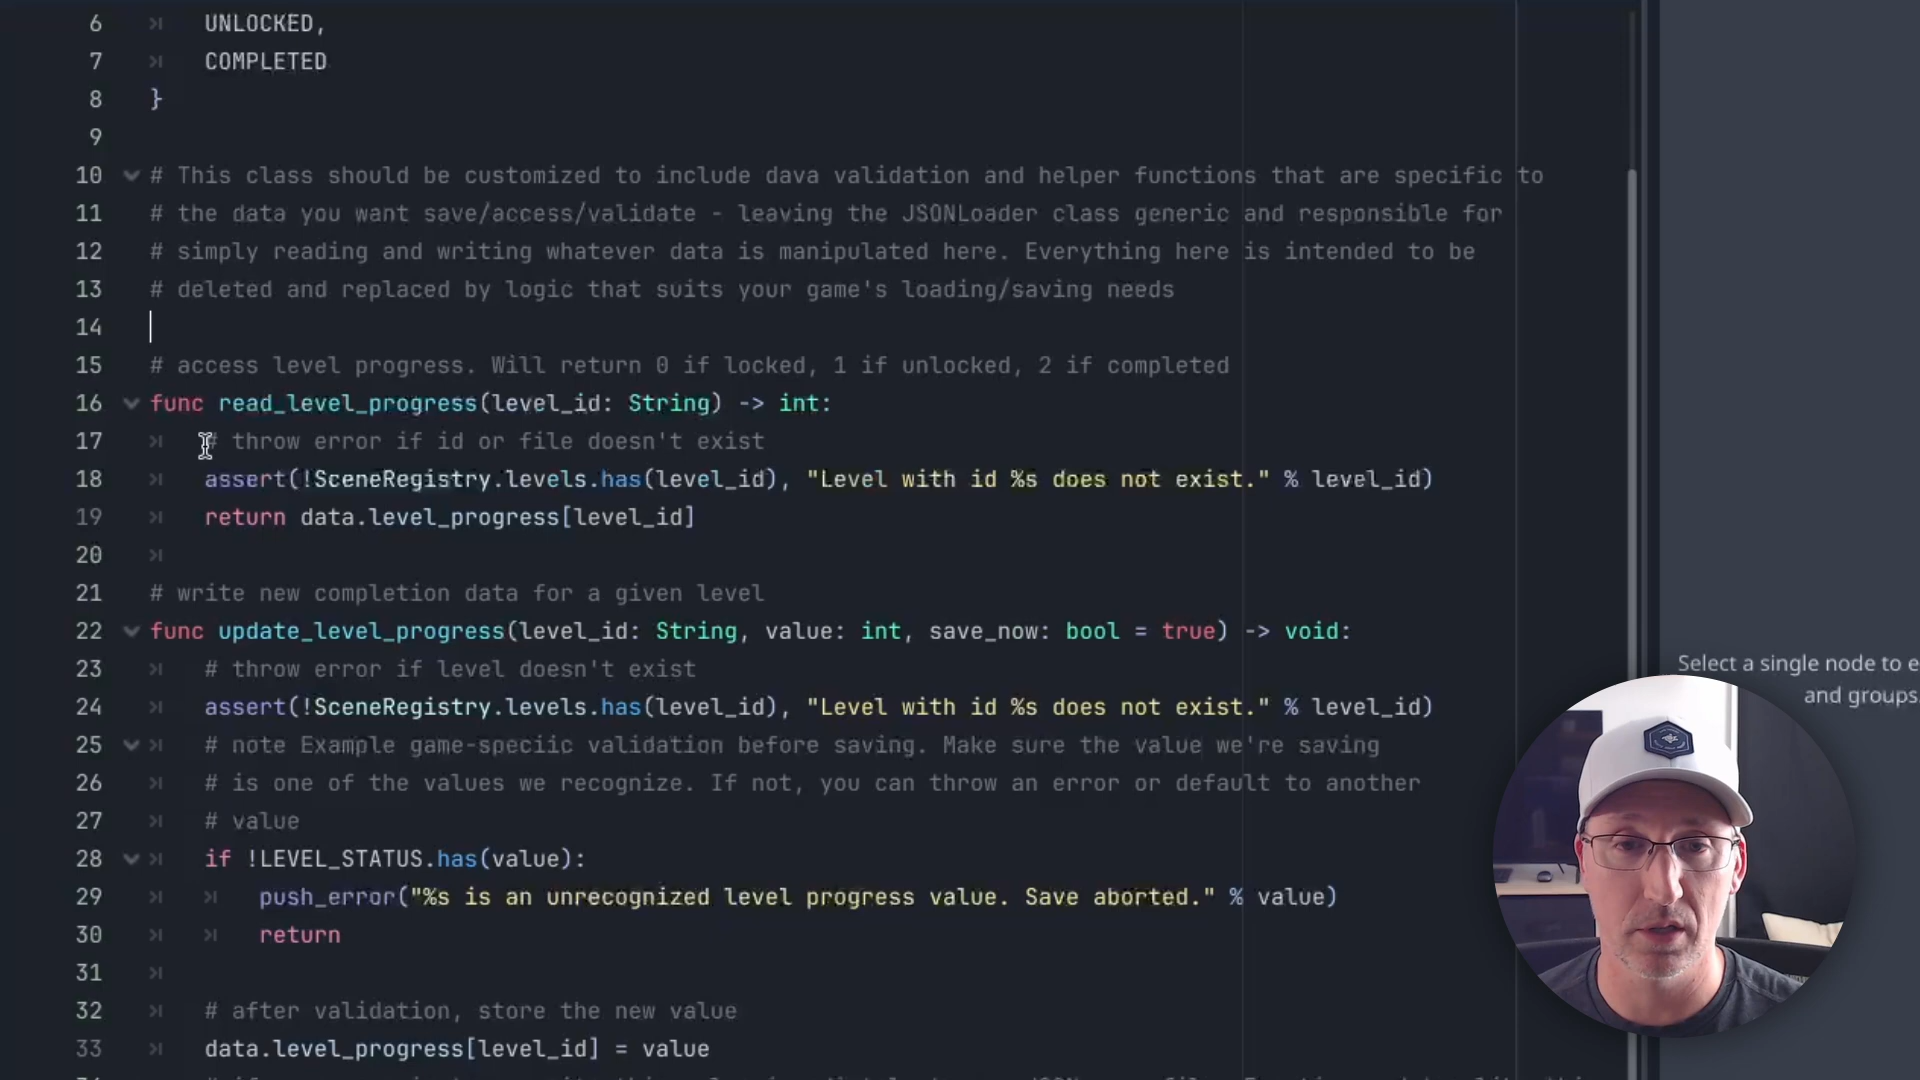 6 UNLOCKED,
7 COMPLETED
8 }
9
10 # This class should be customized to include dava validation and helper functions that are specific to
11 # the data you want save/access/validate - leaving the JSONLoader class generic and responsible for
12 # simply reading and writing whatever data is manipulated here. Everything here is intended to be
13 # deleted and replaced by logic that suits your game's loading/saving needs
14
15 # access level progress. Will return 0 if locked, 1 if unlocked, 2 if completed
16 func read_level_progress(level_id: String) -> int:
17 # throw error if id or file doesn't exist
18 assert(!SceneRegistry.levels.has(level_id), "Level with id %s does not exist." % level_id)
19 return data.level_progress[level_id]
20
21 # write new completion data for a given level
22 func update_level_progress(level_id: String, value: int, save_now: bool = true) -> void:
23 # throw error if level doesn't exist
24 assert(!SceneRegistry.levels.has(level_id), "Level with id %s does not exist." % level_id)
25 # note Example game-speciic validation before saving. Make sure the value we're saving
26 # is one of the values we recognize. If not, you can throw an error or default to another
27 # value
28 if !LEVEL_STATUS.has(value):
29 push_error("%s is an unrecognized level progress value. Save aborted." % value)
30 return
31
32 # after validation, store the new value
33 data.level_progress[level_id] = value
Select a single node to e
and groups.